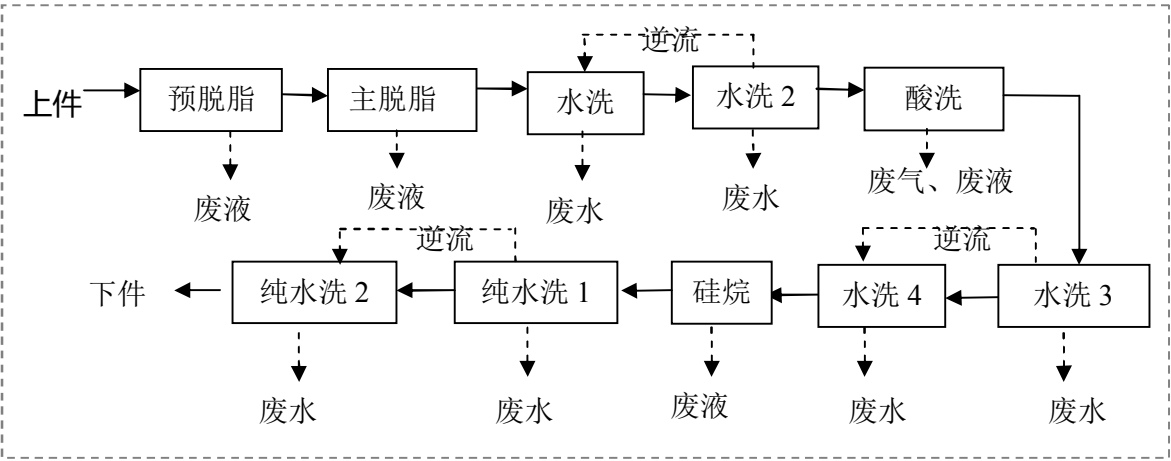 逆流
上件
预脱脂
主脱脂
水洗
水洗 2
酸洗
废液
废液
废水
废水
废气、废液
逆流
逆流
下件
纯水洗 2
纯水洗 1
硅烷
水洗 4
水洗 3
废水
废水
废液
废水
废水